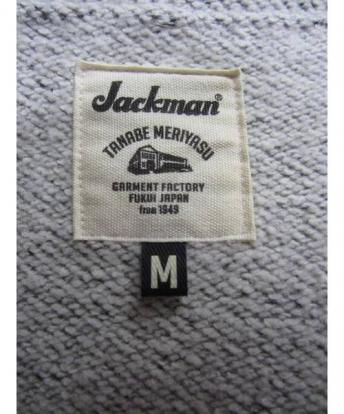 Jackman®
TANABE MERIYASU
GARMENT FACTORY
FUKUI JAPAN
from 1949
M